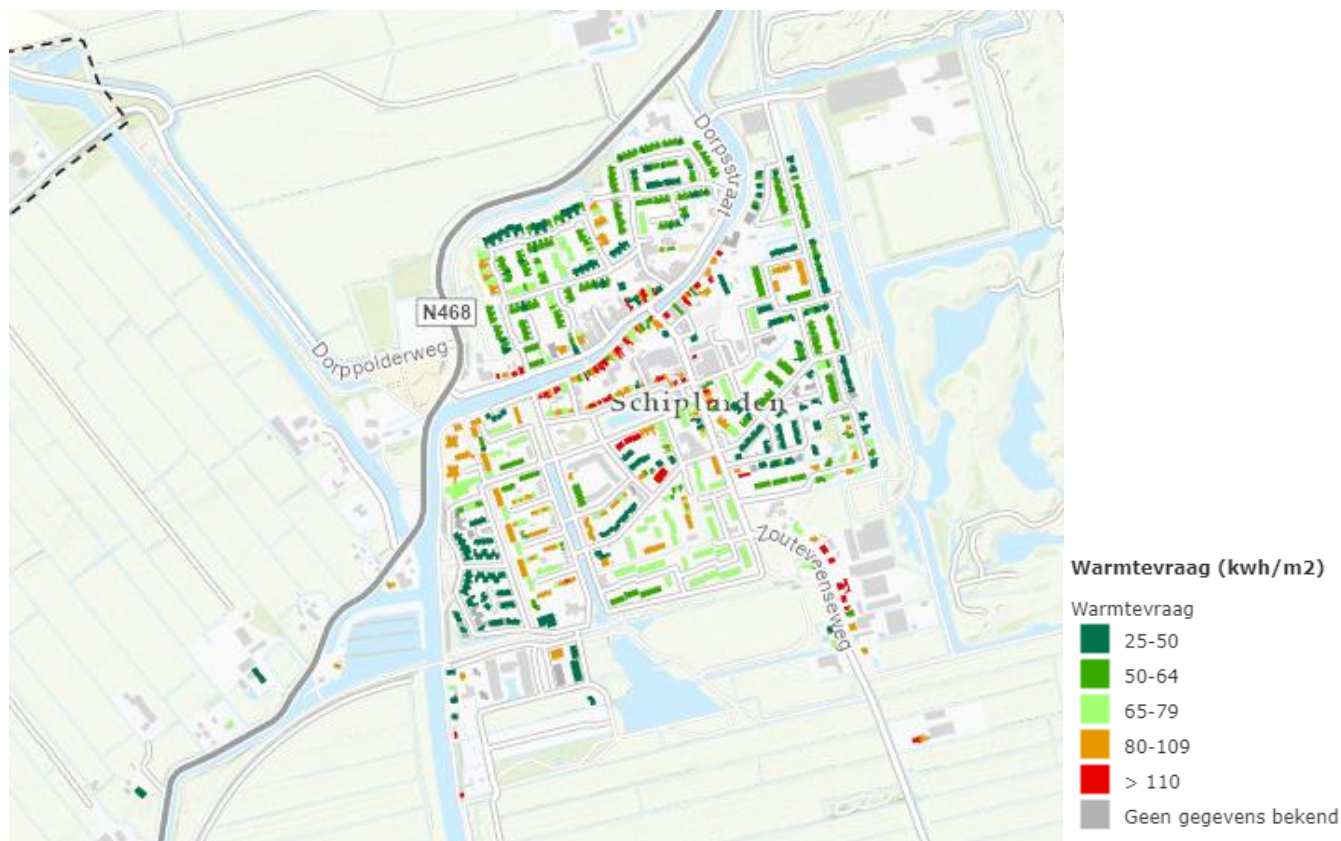 Dorpsstraat
N468
Dorppolderweg
Schipluiden
Zouteveenseweg
Warmtevraag (kwh/m2)
Warmtevraag
25-50
50-64
65-79
80-109
> 110
Geen gegevens bekend